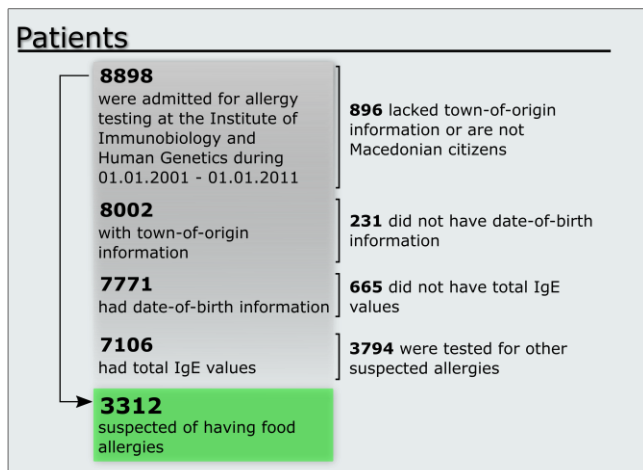 Patients
8898
were admitted for allergy
testing at the Institute of
Immunobiology and
Human Genetics during
01.01.2001 - 01.01.2011
896 lacked town-of-origin
information or are not
Macedonian citizens
8002
with town-of-origin
information
231 did not have date-of-birth
information
7771
had date-of-birth information
665 did not have total IgE
values
7106
had total IgE values
3794 were tested for other
suspected allergies
3312
suspected of having food
allergies